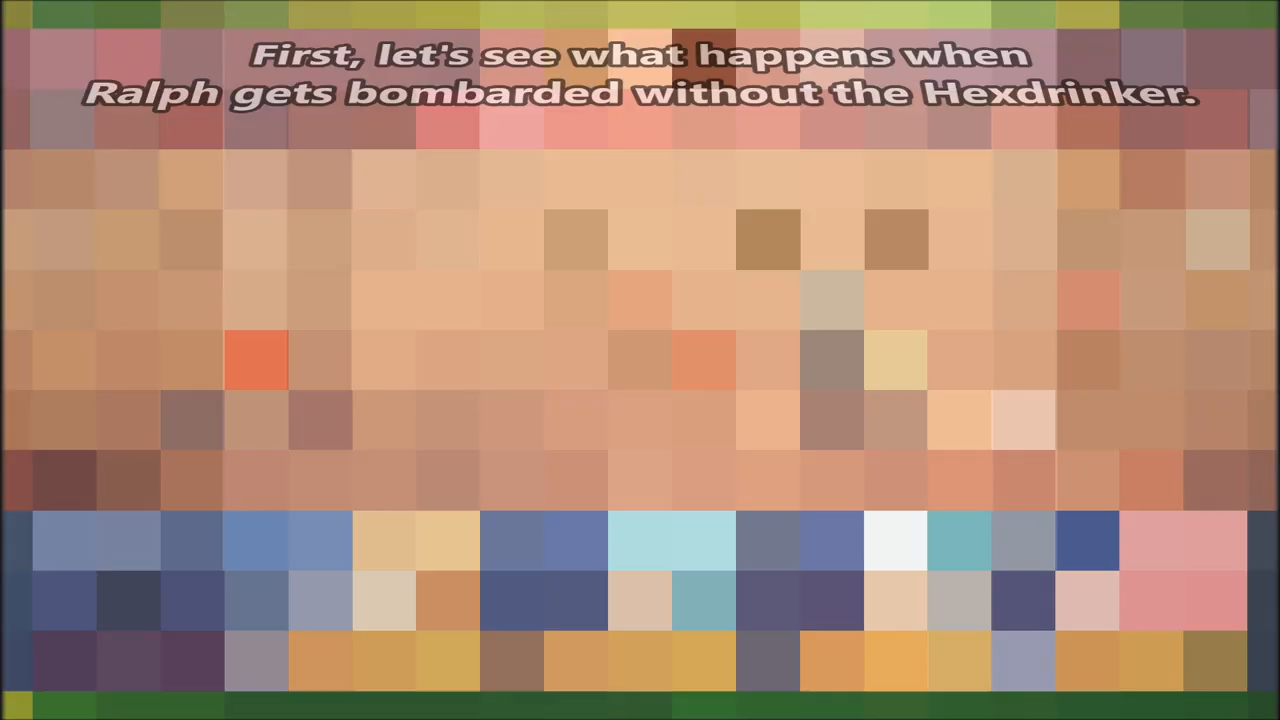 First, let's see what happens when
Ralph gets bombarded without the Hexdrinker.